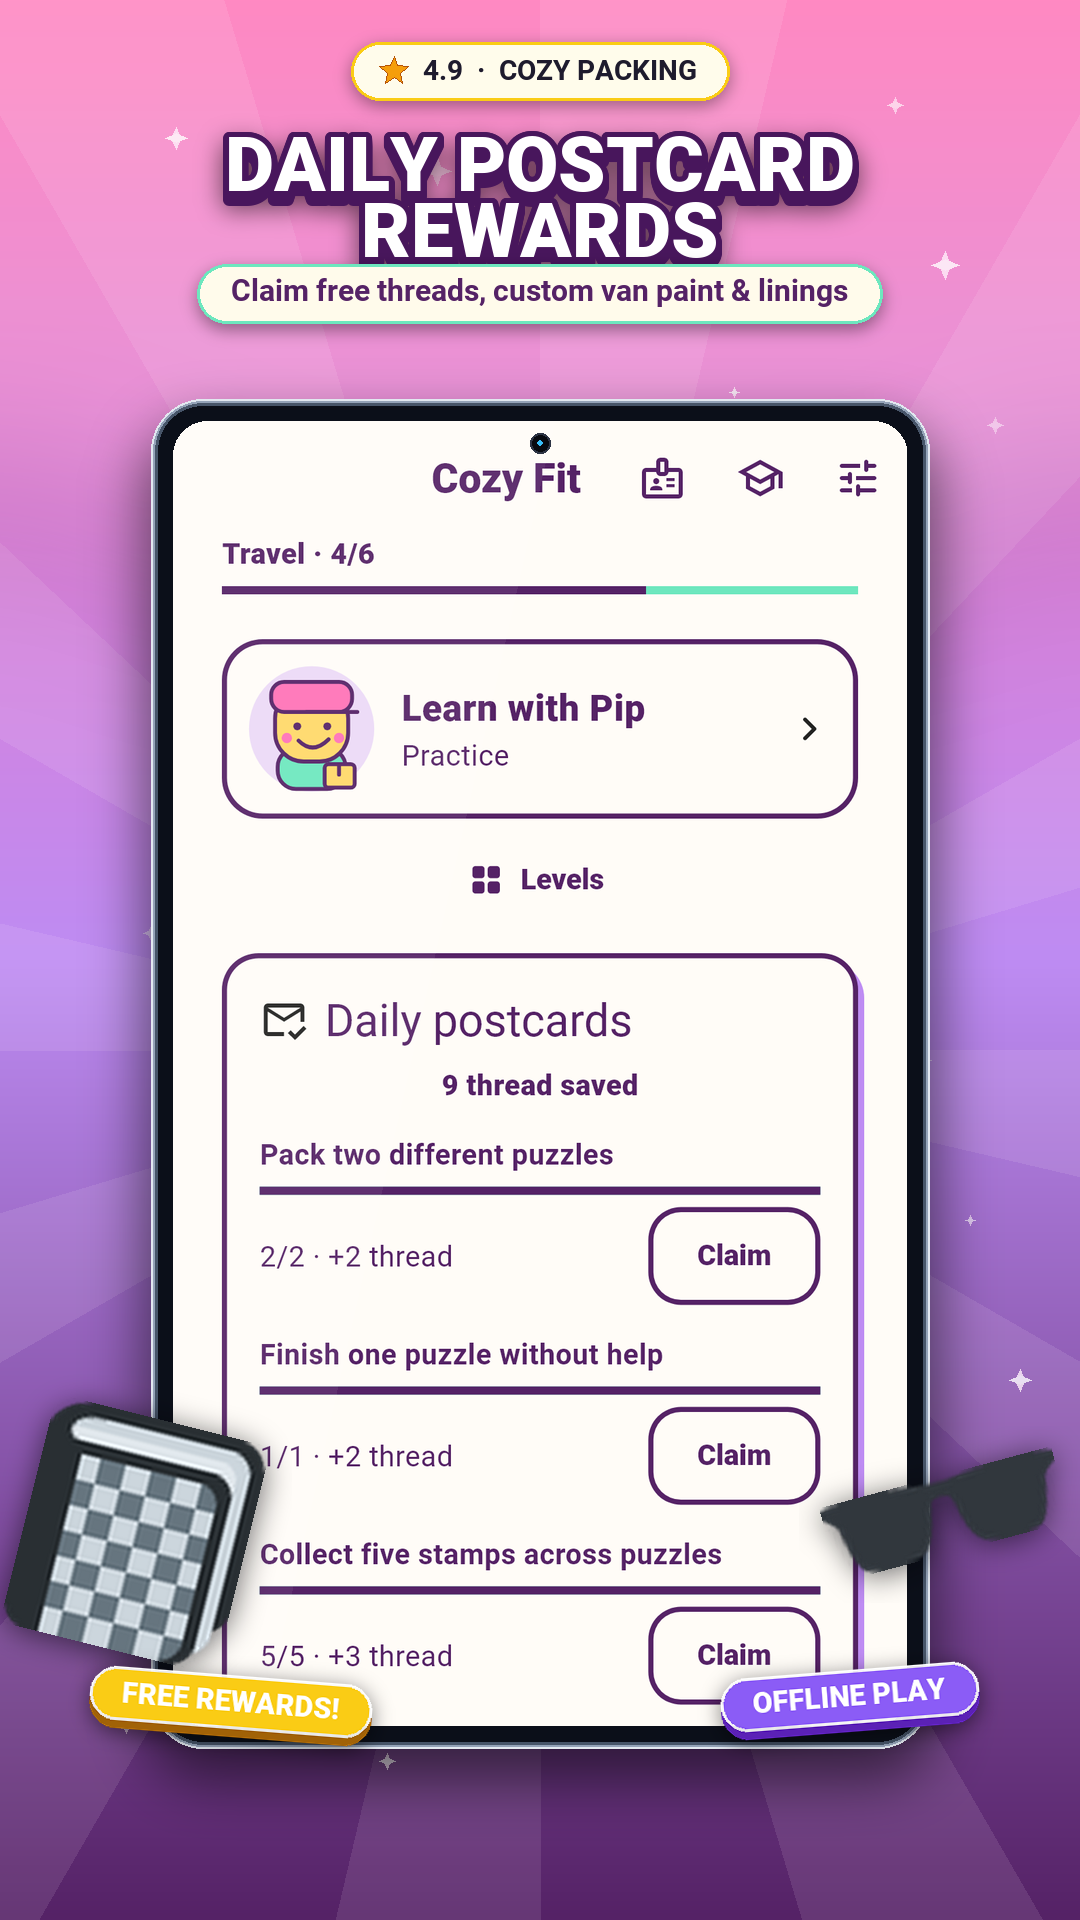 4.9 · COZY PACKING
DAILY POSTCARD
REWARDS
Claim free threads, custom van paint & linings
Cozy Fit
Travel · 4/6
Learn with Pip
Practice
Levels
Daily postcards
9 thread saved
Pack two different puzzles
2/2 · +2 thread
Claim
Finish one puzzle without help
1/1 · +2 thread
Claim
Collect five stamps across puzzles
5/5 · +3 thread
Claim
FREE REWARDS!
OFFLINE PLAY